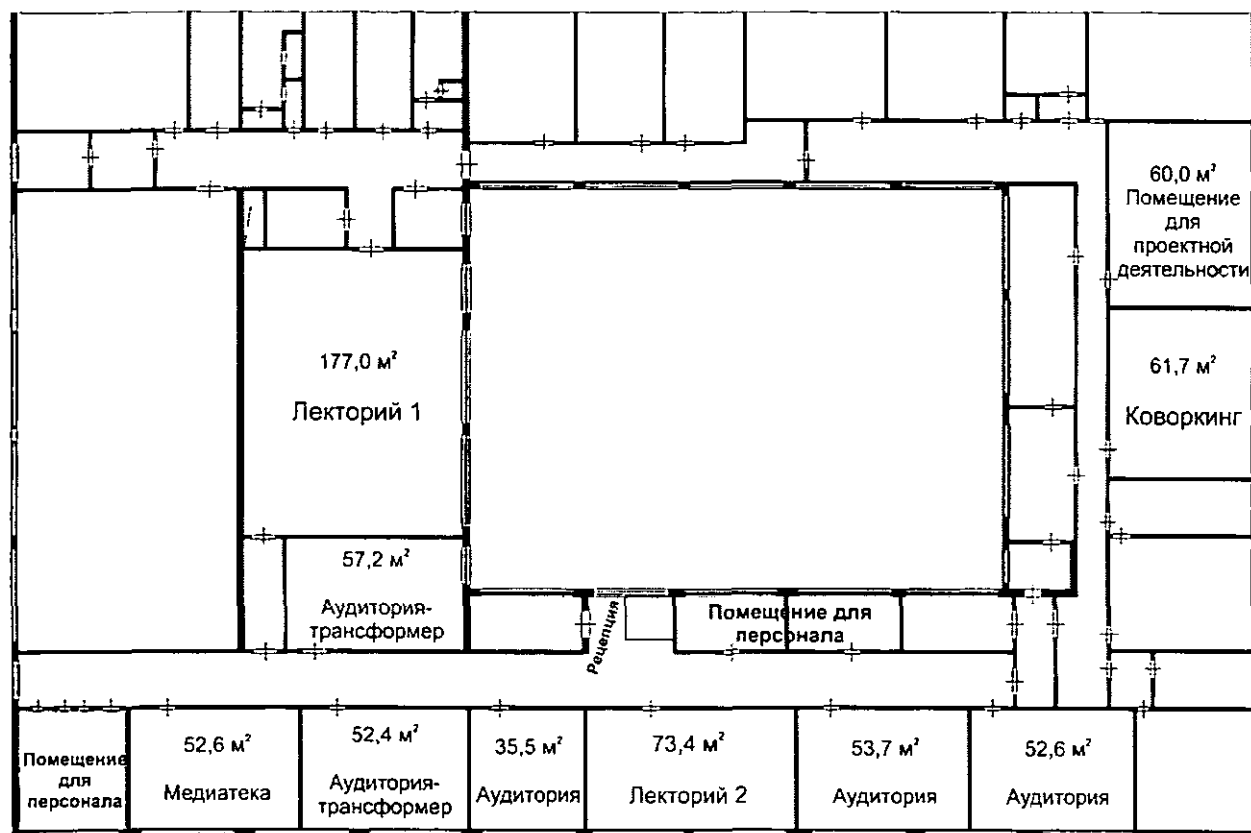 60,0 м²
Помещение
для
проектной
деятельности
177,0 м²
Лекторий 1
61,7 м²
Коворкинг
57,2 м²
Аудитория-
трансформер
Рецепция
Помещение для
персонала
Помещение
для
персонала
52,6 м²
Медиатека
52,4 м²
Аудитория-
трансформер
35,5 м²
Аудитория
73,4 м²
Лекторий 2
53,7 м²
Аудитория
52,6 м²
Аудитория